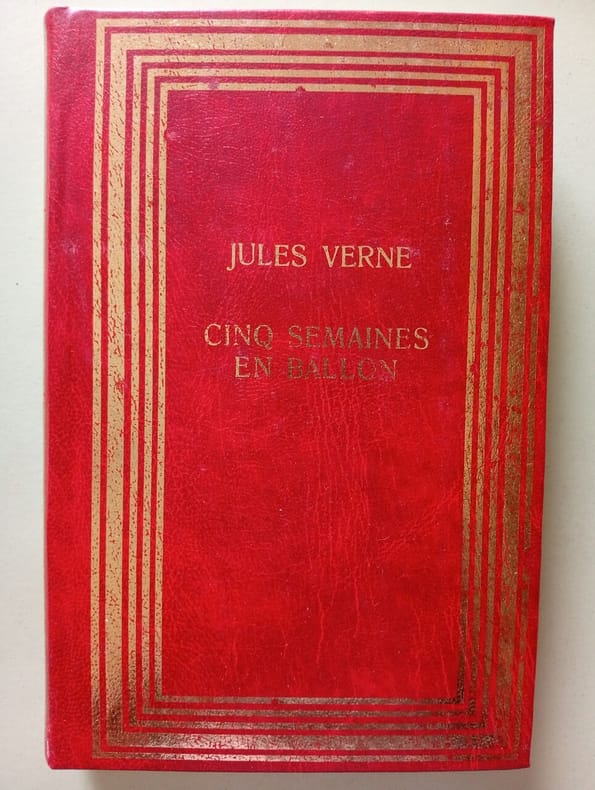 JULES VERNE
CINQ SEMAINES
EN BALLON